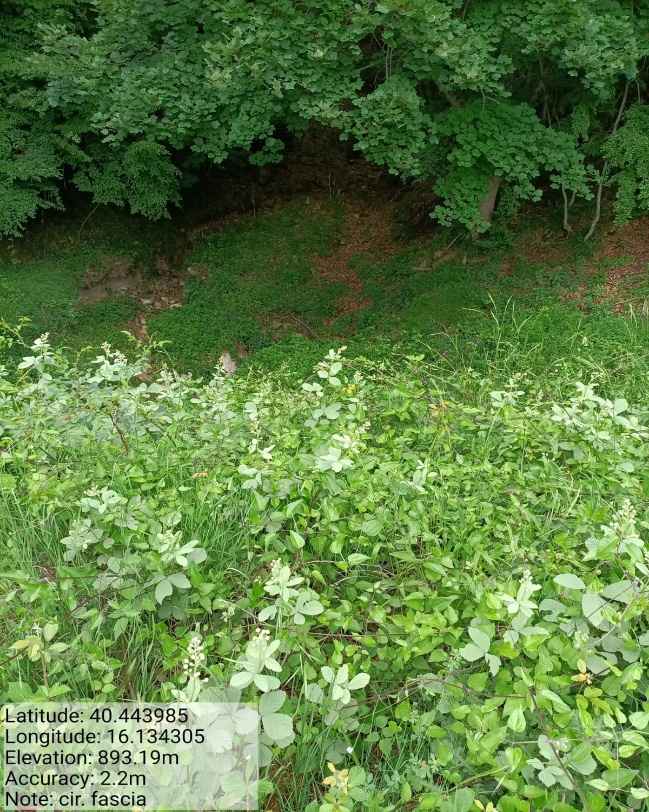 Latitude: 40.443985
Longitude: 16.134305
Elevation: 893.19m
Accuracy: 2.2m
Note: cir. fascia